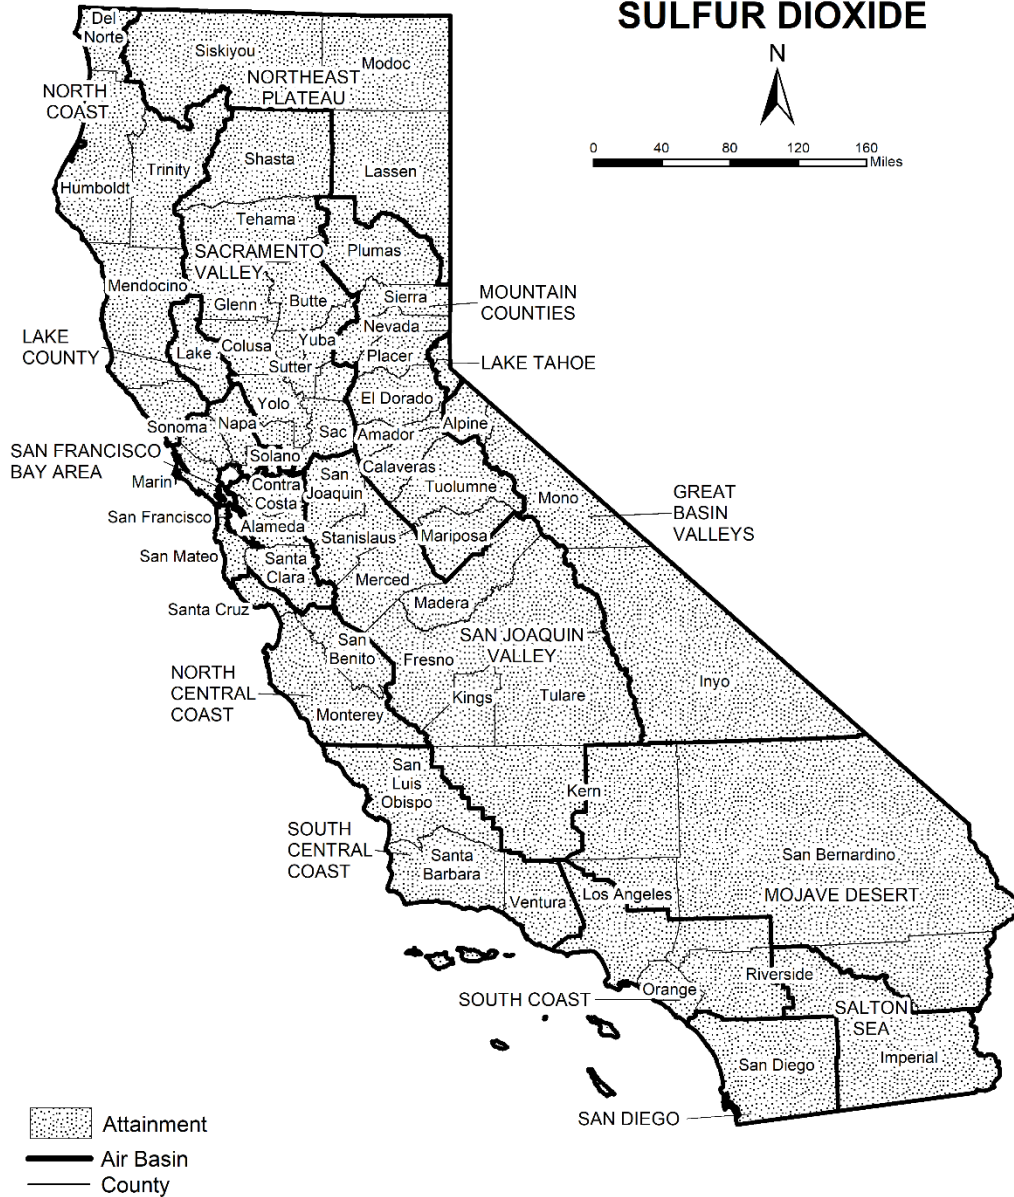 SULFUR DIOXIDE
N
0 40 80 120 160
Miles
Del
Norte
Siskiyou
Modoc
NORTHEAST
PLATEAU
NORTH
COAST
Shasta
Trinity
Lassen
Humboldt
Tehama
SACRAMENTO
VALLEY
Plumas
Mendocino
Glenn
Butte
Sierra
MOUNTAIN
COUNTIES
Nevada
LAKE
COUNTY
Lake
Colusa
Yuba
Placer
LAKE TAHOE
Sutter
El Dorado
Yolo
Sonoma
Napa
Sac
Amador
Alpine
SAN FRANCISCO
BAY AREA
Solano
Marin
Contra
Costa
San
Joaquin
Calaveras
Tuolumne
Mono
GREAT
BASIN
VALLEYS
San Francisco
Alameda
Stanislaus
Mariposa
San Mateo
Santa
Clara
Merced
Santa Cruz
Madera
San
Benito
SAN JOAQUIN
VALLEY
Fresno
NORTH
CENTRAL
COAST
Kings
Tulare
Inyo
Monterey
San
Luis
Obispo
Kern
SOUTH
CENTRAL
COAST
Santa
Barbara
San Bernardino
Ventura
Los Angeles
MOJAVE DESERT
Riverside
Orange
SOUTH COAST
SALTON
SEA
San Diego
Imperial
SAN DIEGO
Attainment
Air Basin
County